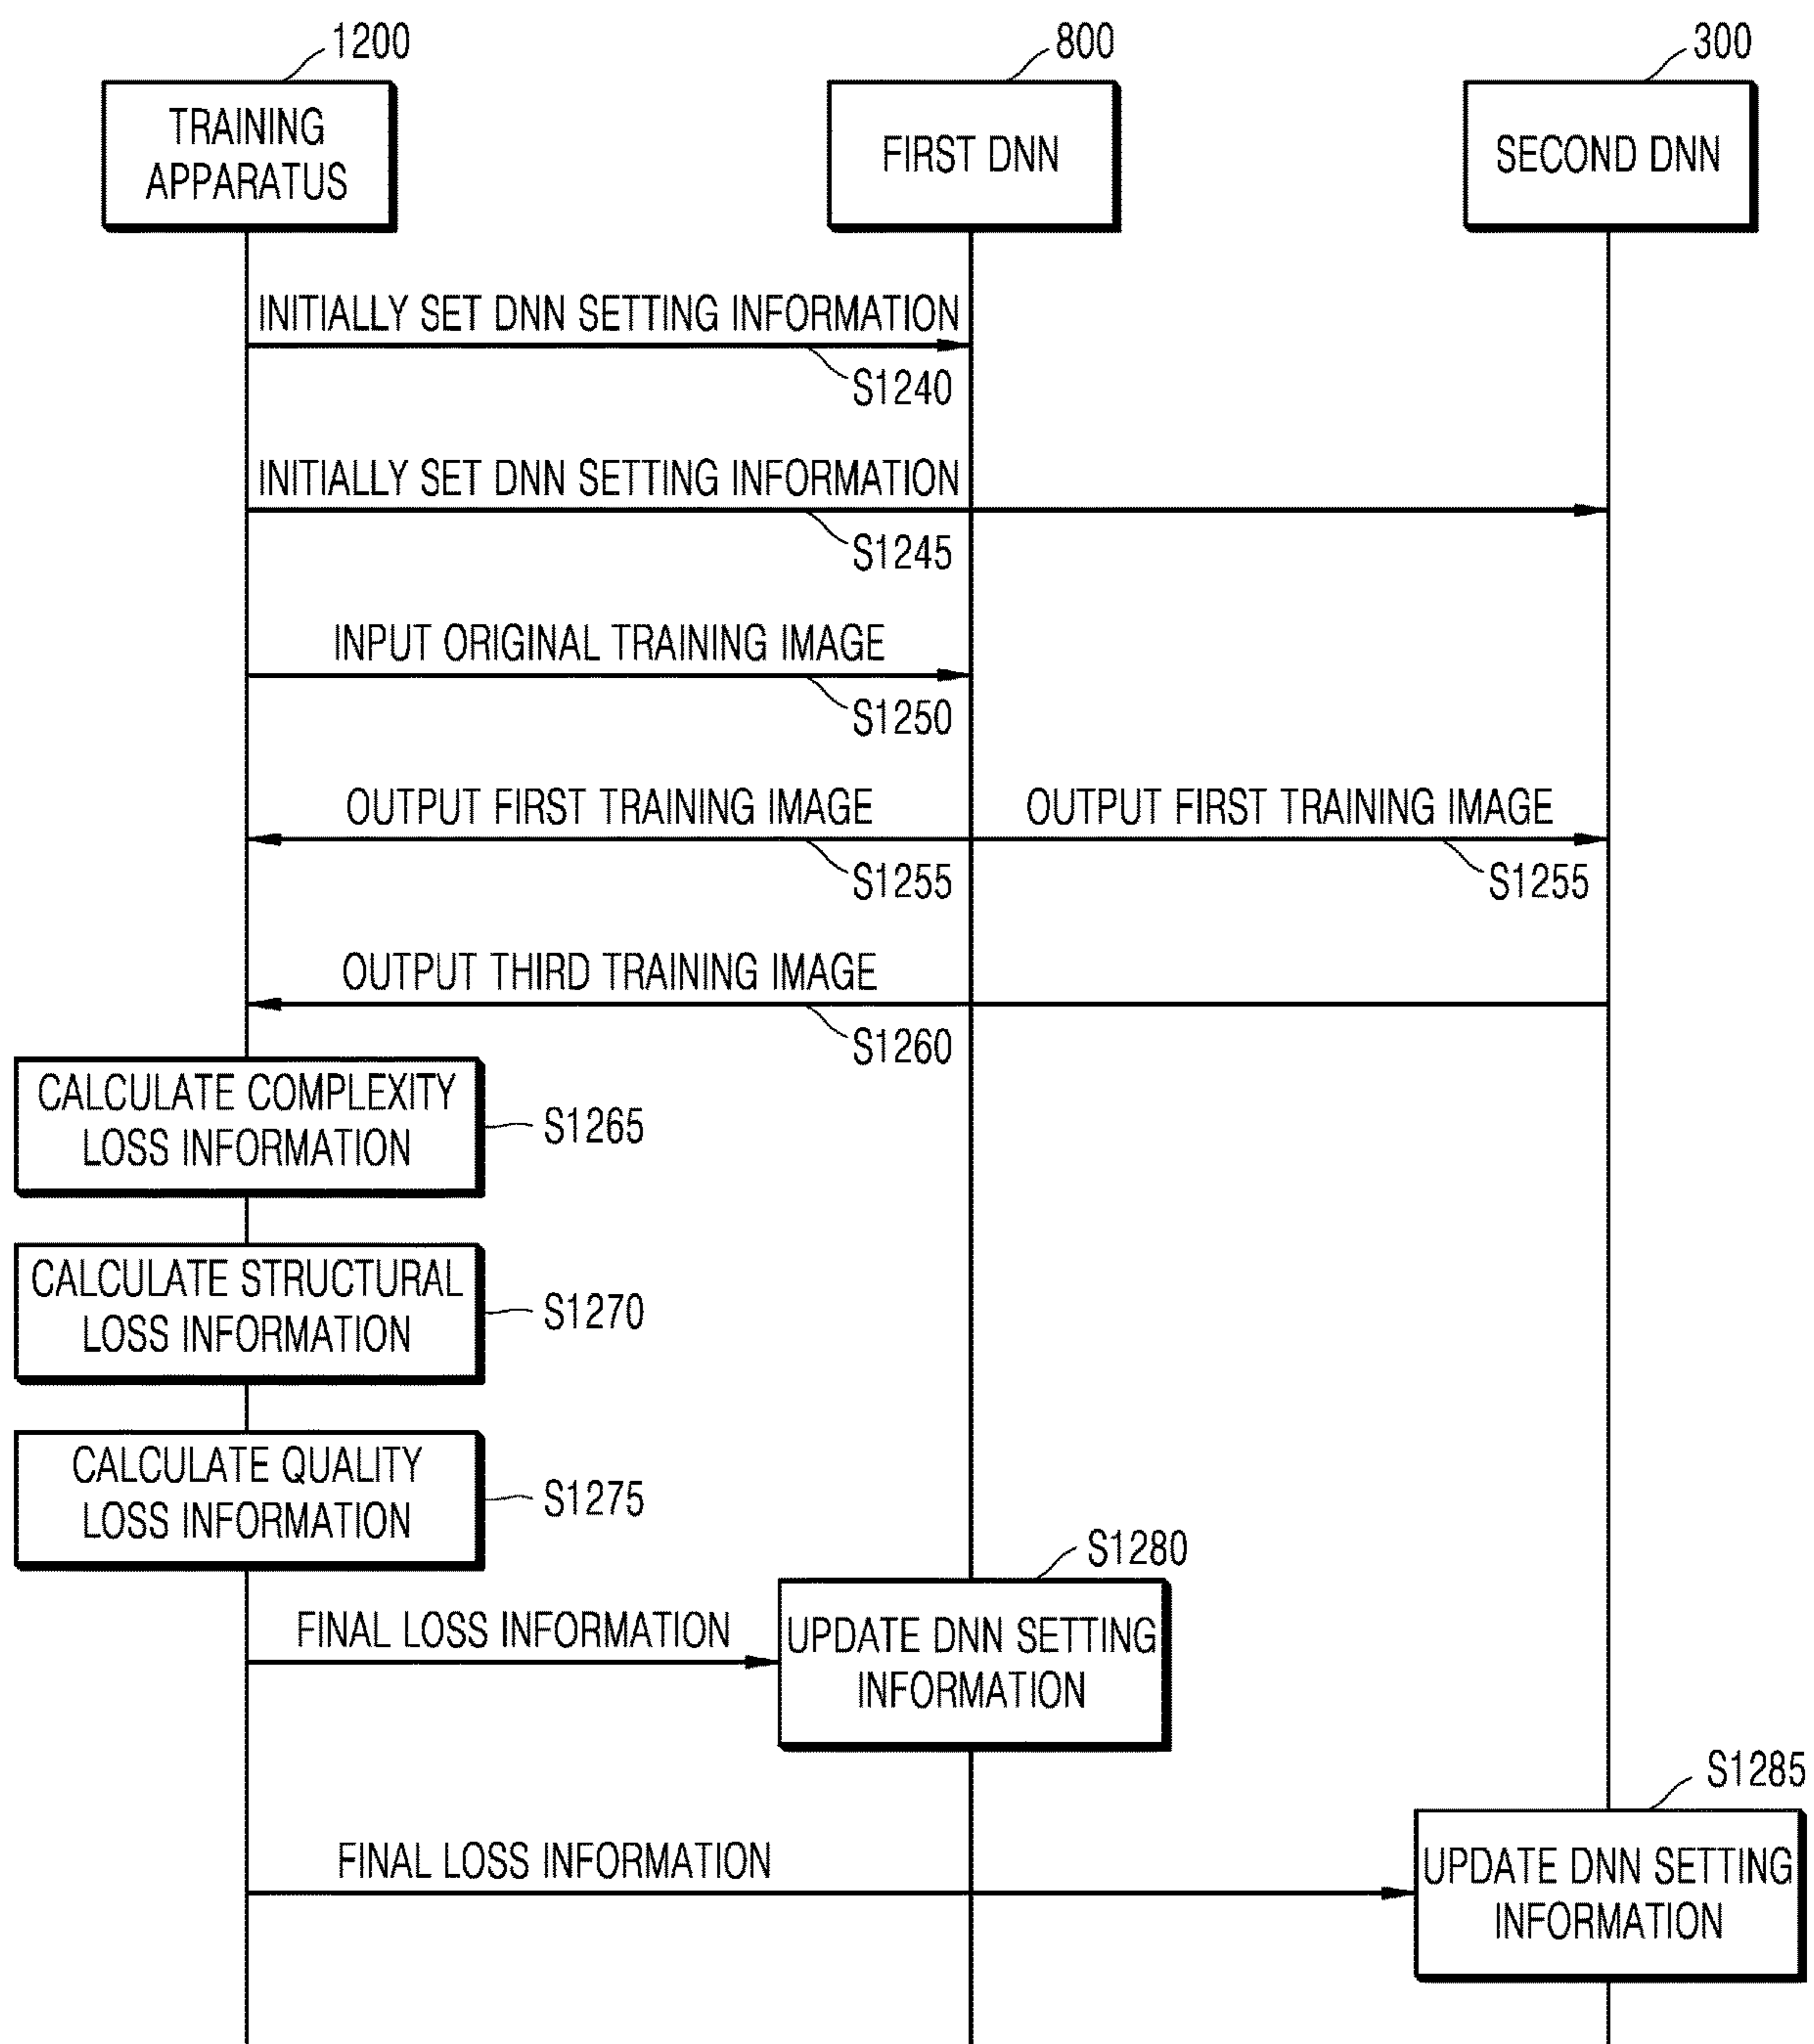 1200
800
300
TRAINING
APPARATUS
FIRST DNN
SECOND DNN
INITIALLY SET DNN SETTING INFORMATION
S1240
INITIALLY SET DNN SETTING INFORMATION
S1245
INPUT ORIGINAL TRAINING IMAGE
S1250
OUTPUT FIRST TRAINING IMAGE
OUTPUT FIRST TRAINING IMAGE
S1255
S1255
OUTPUT THIRD TRAINING IMAGE
S1260
CALCULATE COMPLEXITY
LOSS INFORMATION
S1265
CALCULATE STRUCTURAL
LOSS INFORMATION
S1270
CALCULATE QUALITY
LOSS INFORMATION
S1275
S1280
FINAL LOSS INFORMATION
UPDATE DNN SETTING
INFORMATION
S1285
FINAL LOSS INFORMATION
UPDATE DNN SETTING
INFORMATION